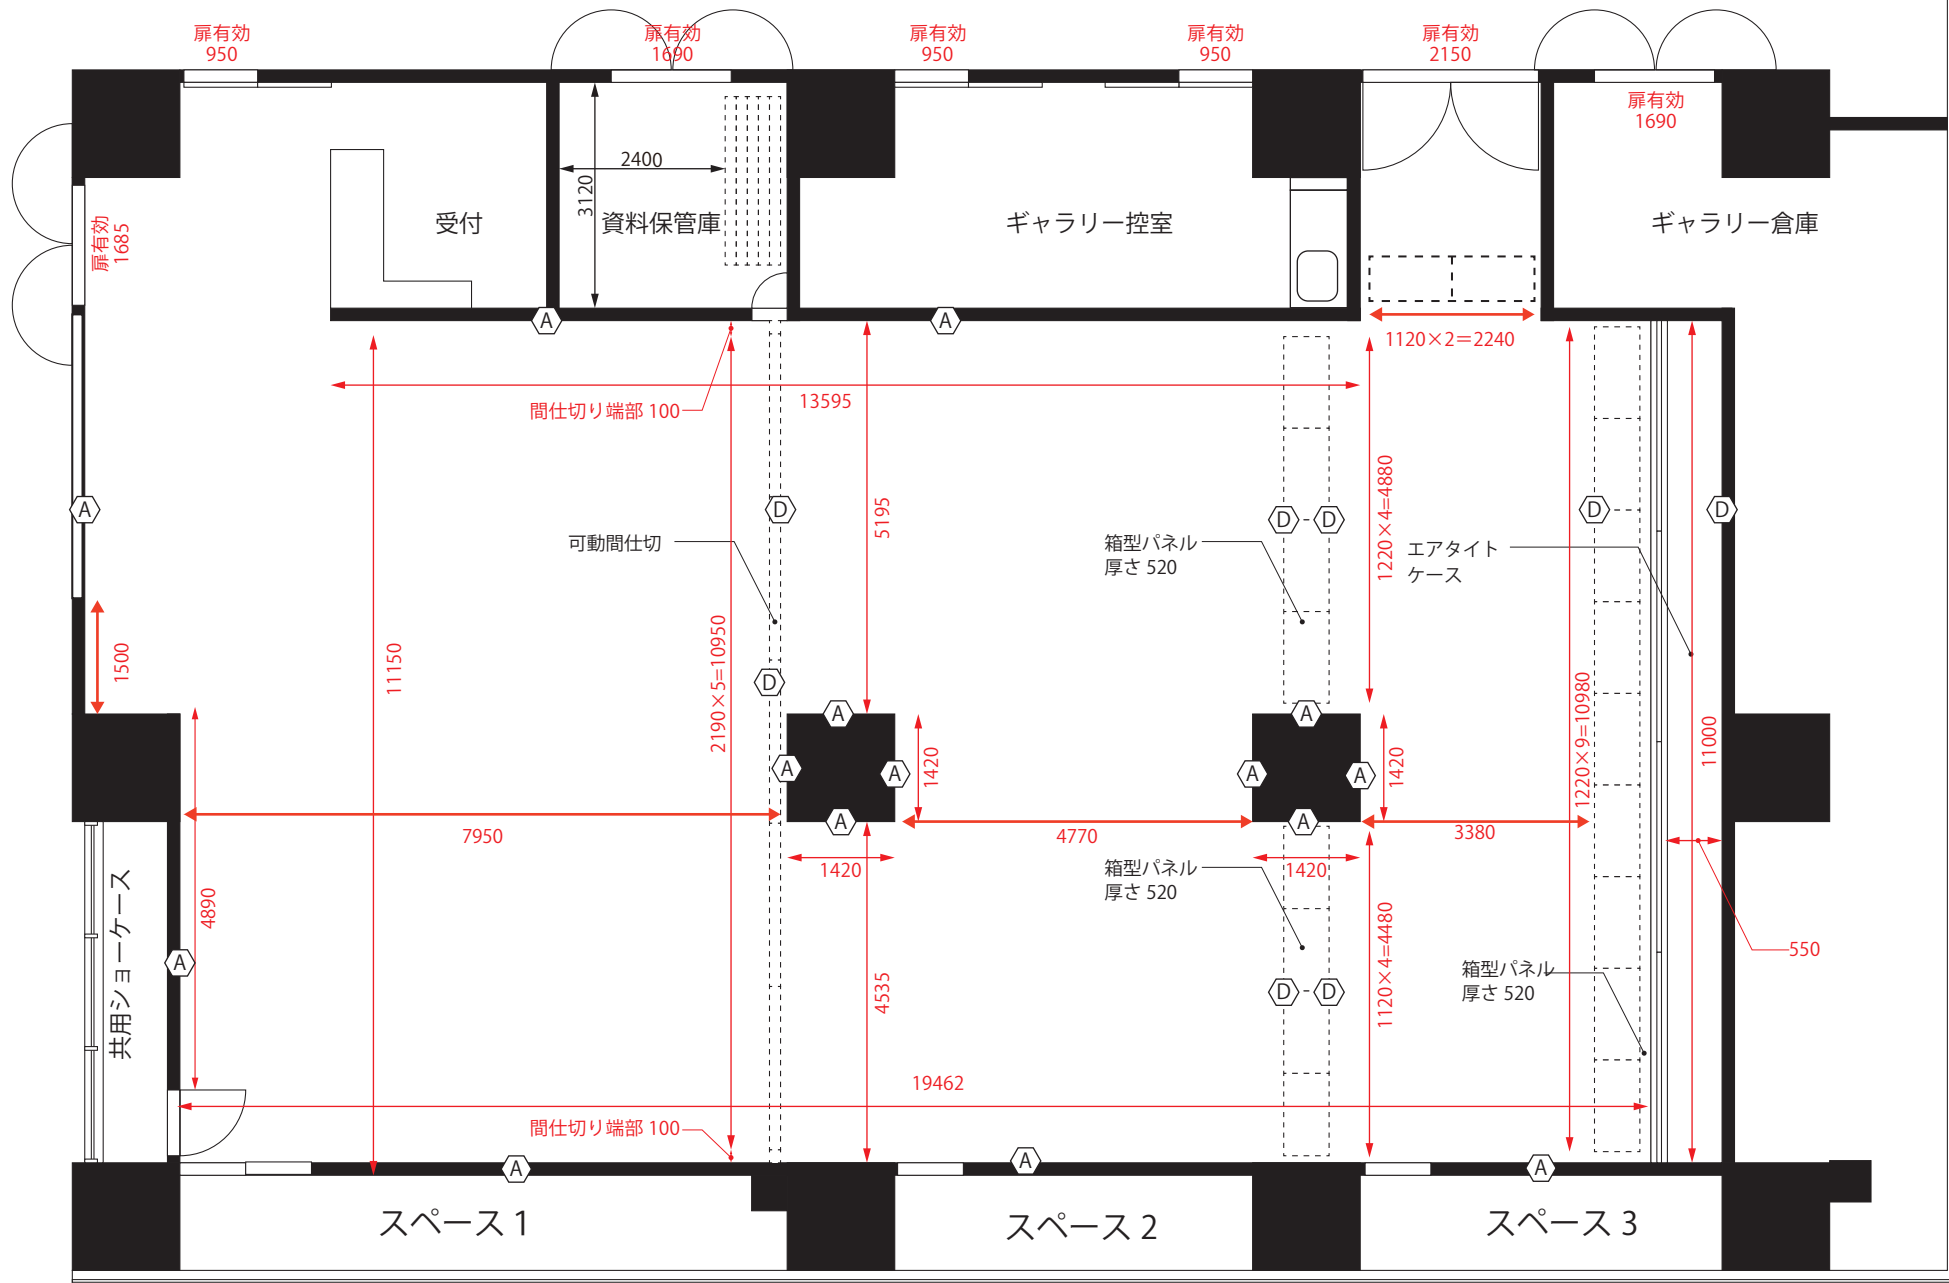 扉有効
950
扉有効
1690
扉有効
950
扉有効
950
扉有効
2150
扉有効
1690
扉有効
1685
2400
3120
受付
資料保管庫
ギャラリー控室
ギャラリー倉庫
A
A
1120×2=2240
13595
間仕切り端部 100
A
D
D
-
D
D
D
5195
1220×4=4880
可動間仕切
箱型パネル
厚さ 520
エアタイト
ケース
1500
11150
2190×5=10950
D
1220×9=10980
11000
A
A
A
A
1420
A
A
1420
A
A
7950
4770
3380
1420
1420
箱型パネル
厚さ 520
共用ショーケース
4890
A
4535
1120×4=4480
550
箱型パネル
厚さ 520
D
-
D
19462
間仕切り端部 100
A
A
A
スペース 1
スペース 2
スペース 3